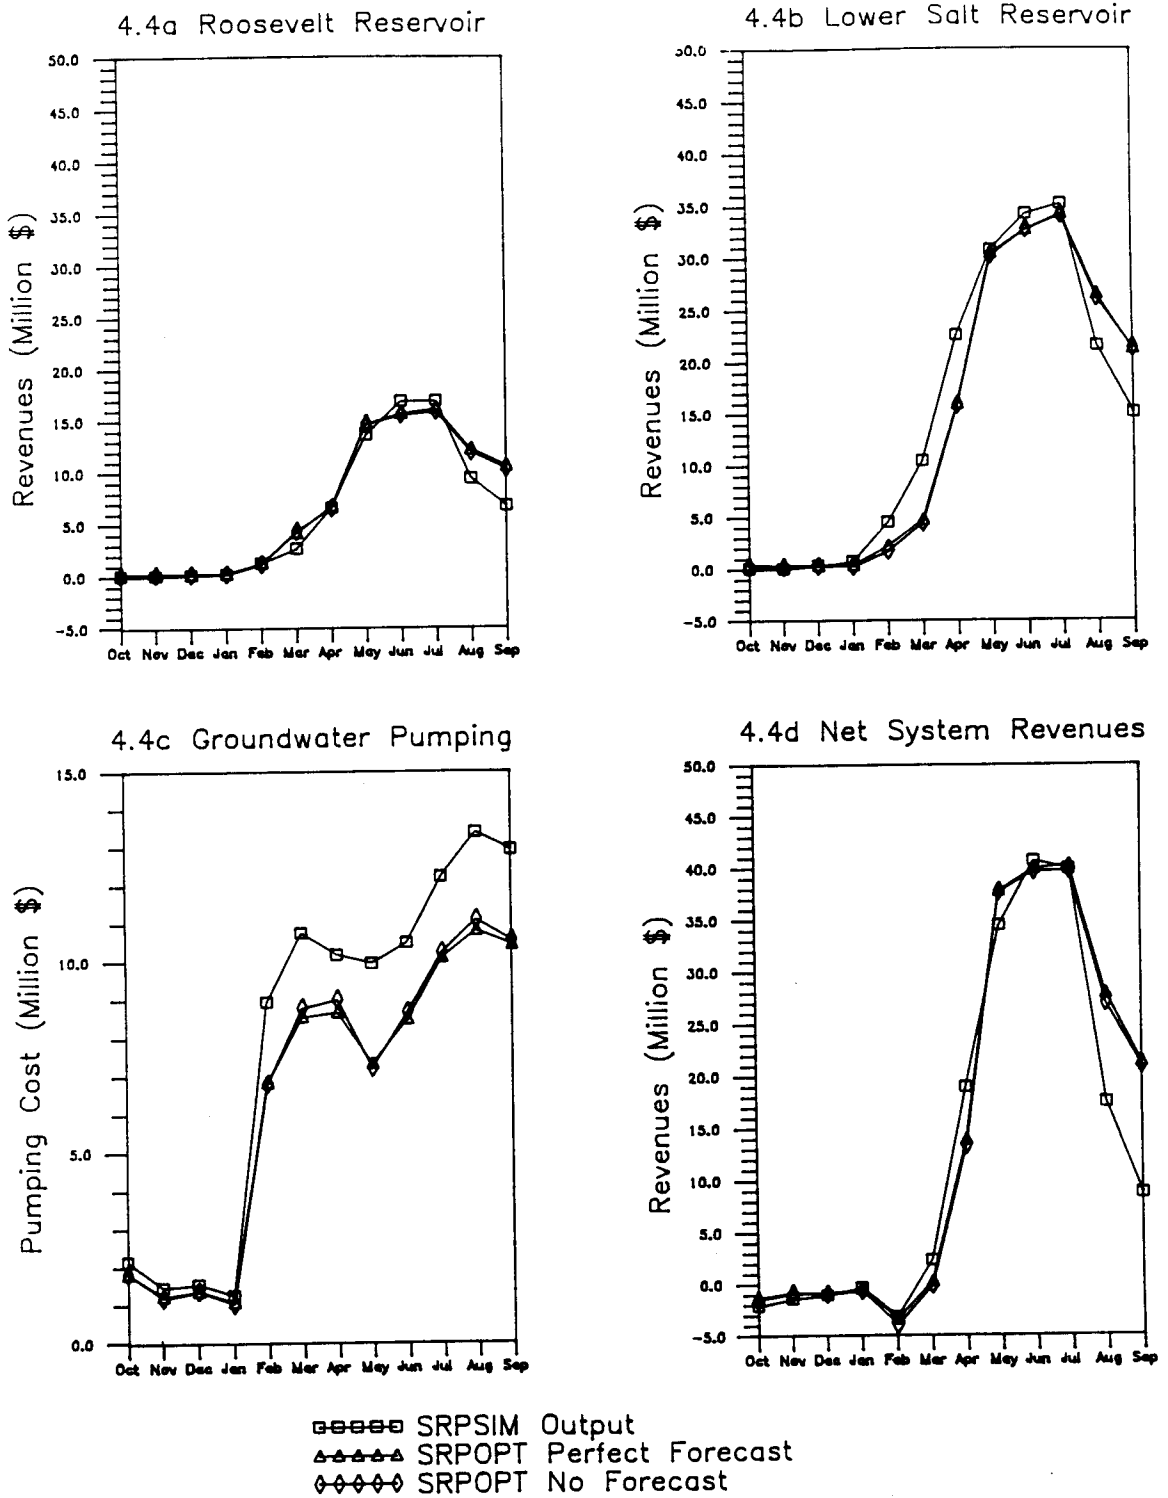 4.4a Roosevelt Reservoir
50.0
45.0
40.0
35.0
30.0
25.0
20.0
15.0
10.0
5.0
0.0
-5.0
Revenues (Million $)
Oct Nov Dec Jan Feb Mar Apr May Jun Jul Aug Sep
4.4b Lower Salt Reservoir
50.0
45.0
40.0
35.0
30.0
25.0
20.0
15.0
10.0
5.0
0.0
-5.0
Revenues (Million $)
Oct Nov Dec Jan Feb Mar Apr May Jun Jul Aug Sep
4.4c Groundwater Pumping
15.0
10.0
5.0
0.0
Pumping Cost (Million $)
Oct Nov Dec Jan Feb Mar Apr May Jun Jul Aug Sep
4.4d Net System Revenues
50.0
45.0
40.0
35.0
30.0
25.0
20.0
15.0
10.0
5.0
0.0
-5.0
Revenues (Million $)
Oct Nov Dec Jan Feb Mar Apr May Jun Jul Aug Sep
SRPSIM Output
SRPOPT Perfect Forecast
SRPOPT No Forecast